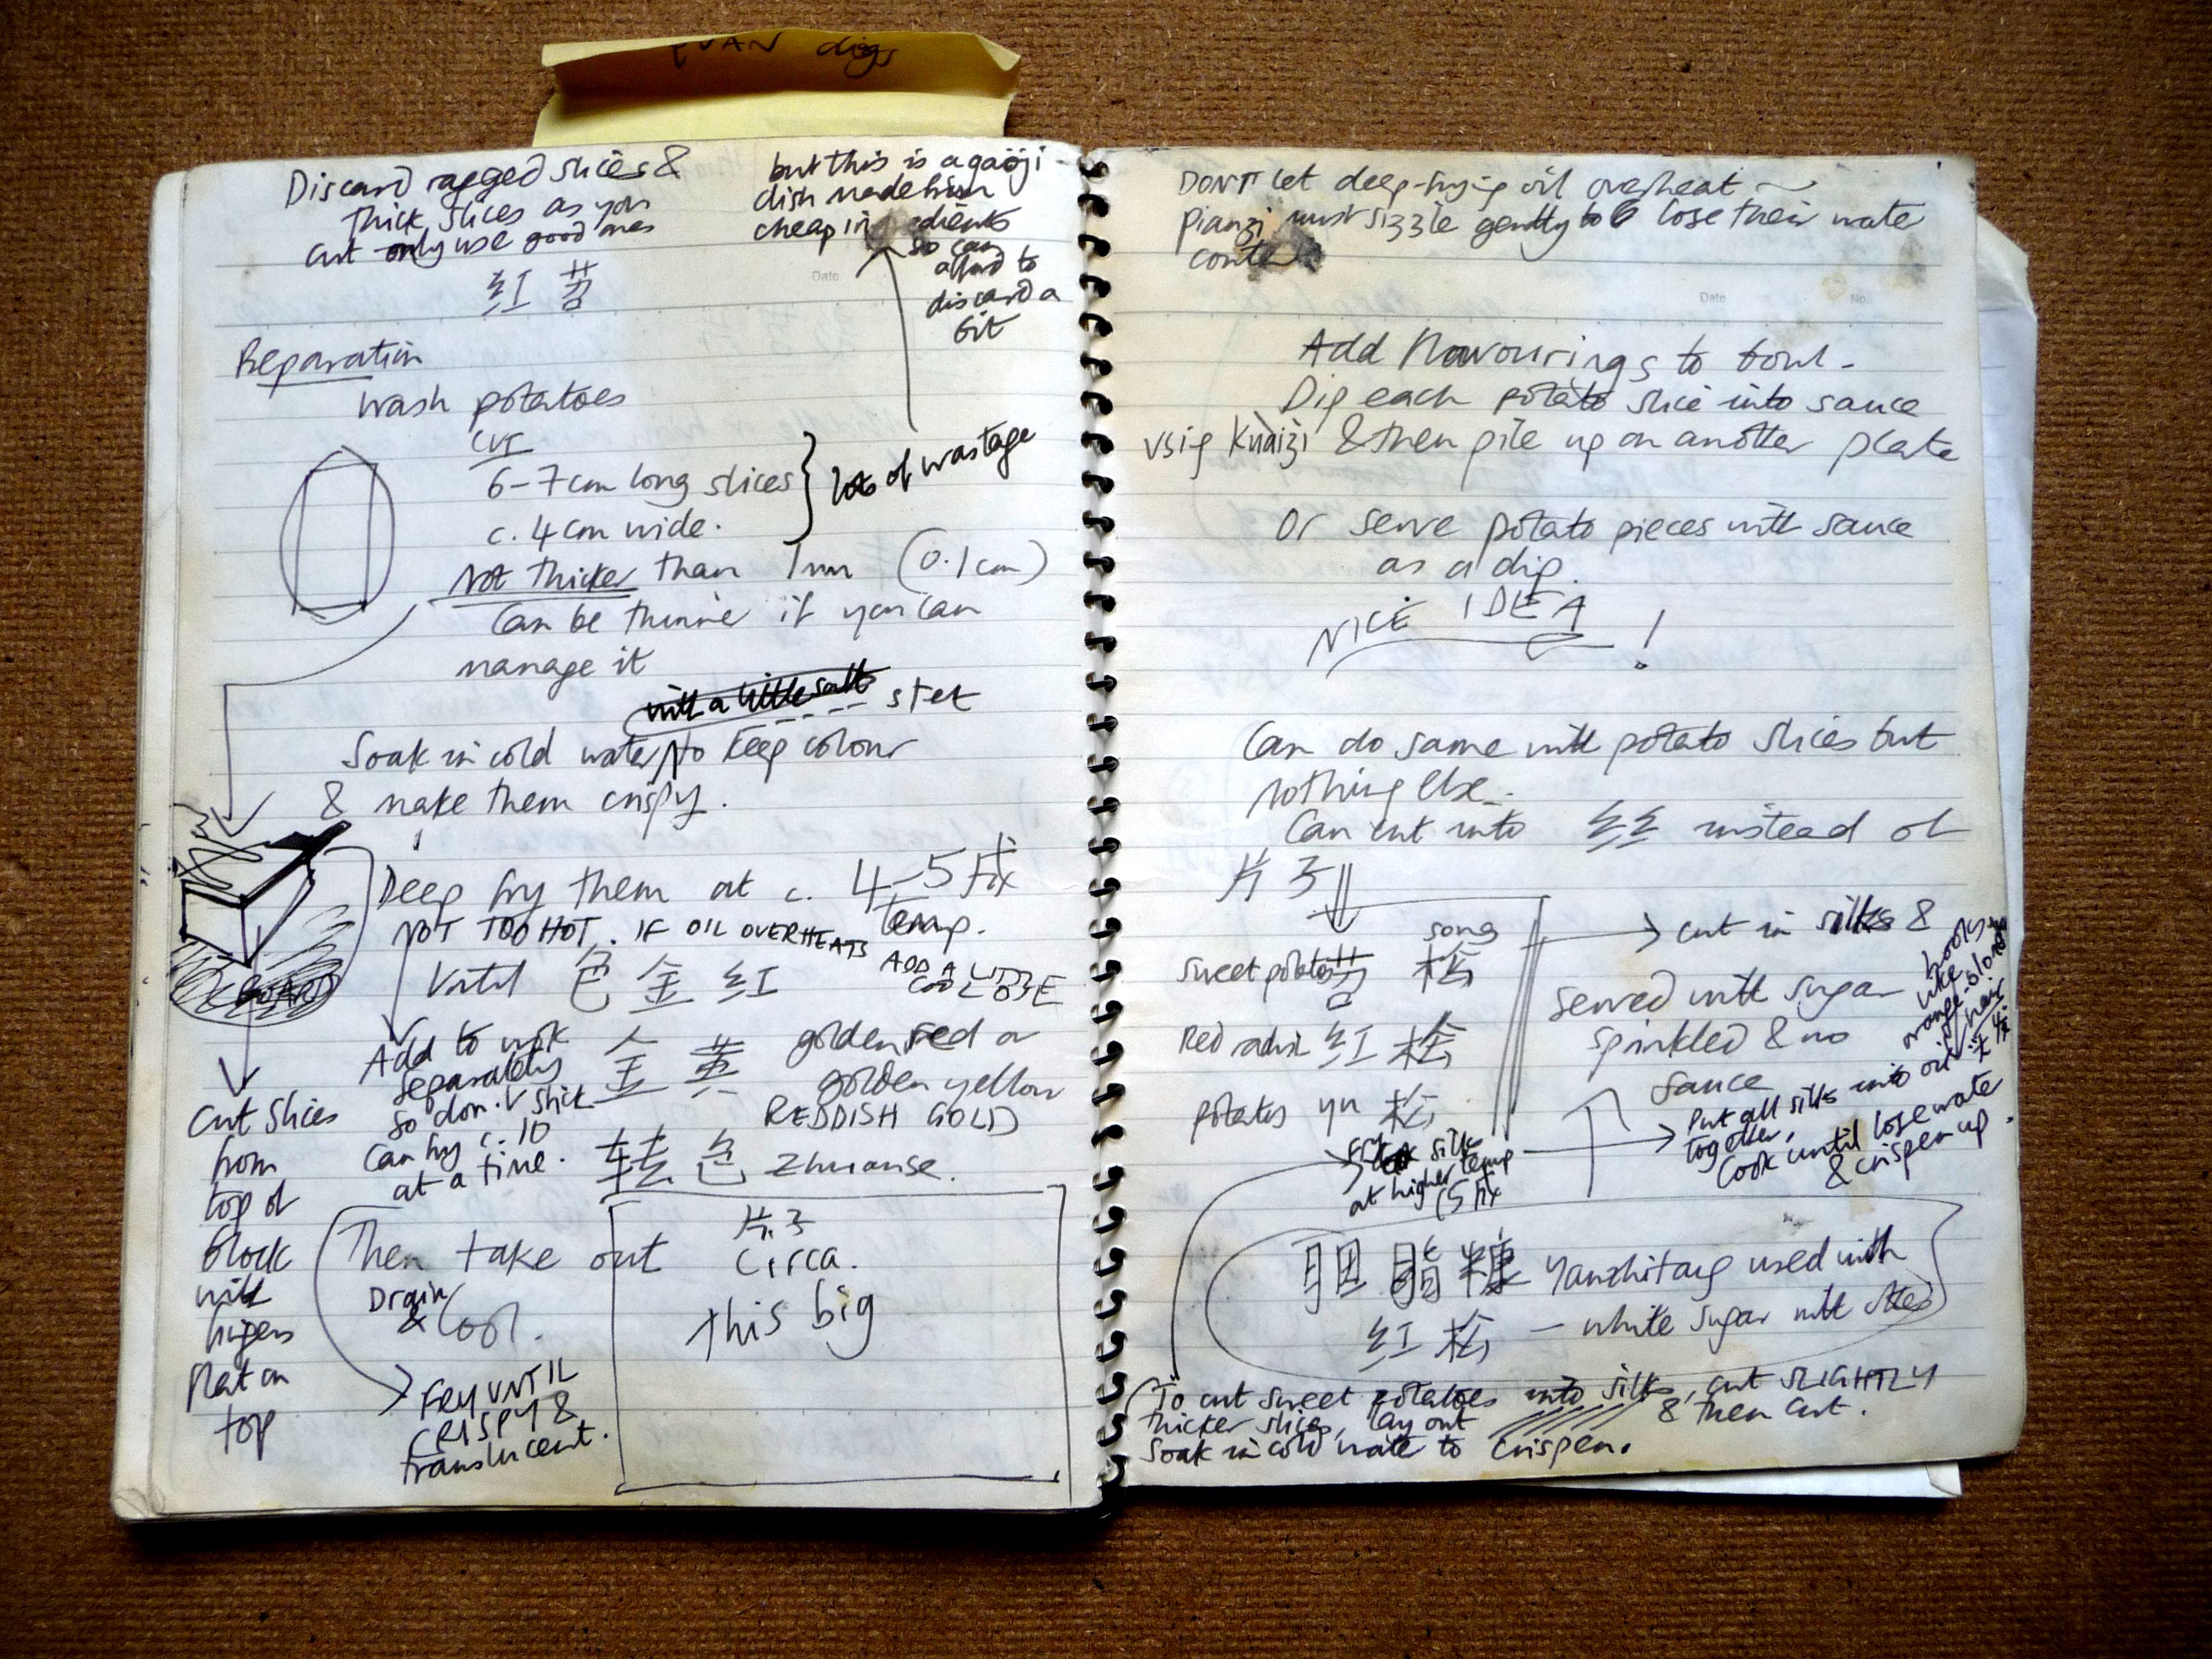 digs
Discard ragged slices &
thick slices as you
cut only use good ones
but this is a gaoji
dish made from
cheap ingredients
so can
afford to
discard a
bit
红苕
Preparation
wash potatoes
cut
6-7cm long slices
c. 4cm wide.
lots of wastage
Not thicker than 1mm (0.1cm)
Can be thinner if you can
manage it
with a little salt stet
Soak in cold water to keep colour
& make them crispy.
Deep fry them at c. 4-5
temp.
NOT TOO HOT. IF OIL OVERHEATS
ADD A LITTLE
Until 色金红
BOARD
Add to wok
separately
so don't stick
Can fry c. 10
at a time.
金黄 golden red or
golden yellow
REDDISH GOLD
转色 zhuanse.
Cut slices
from
top of
block
with
fingers
flat on
top
Then take out
Drain
& Cool.
FRY UNTIL
CRISPY &
translucent.
片子
circa.
this big
DON'T let deep-frying oil overheat –
pianzi must sizzle gently to lose their water
content
Date
No.
Add flavourings to bowl –
Dip each potato slice into sauce
using Kuaizi & then pile up on another plate
Or serve potato pieces with sauce
as a dip.
NICE IDEA!
Can do same with potato slices but
nothing else.
Can cut into 丝 instead of
片子
song
sweet potato 苕松
Red radish 红松
potatoes yu 松
cut in silks &
served with sugar
sprinkled & no
sauce
looks
like
orange
hair
Put all silks into oil
together,
Cook until lose water
& crispen up.
Fry silks
at higher temp
(5
胭脂糖 Yanzhitang used with
红松 – white sugar with others
To cut sweet potatoes into silks, cut SLIGHTLY
thicker slices, lay out & then cut.
Soak in cold water to crispen.